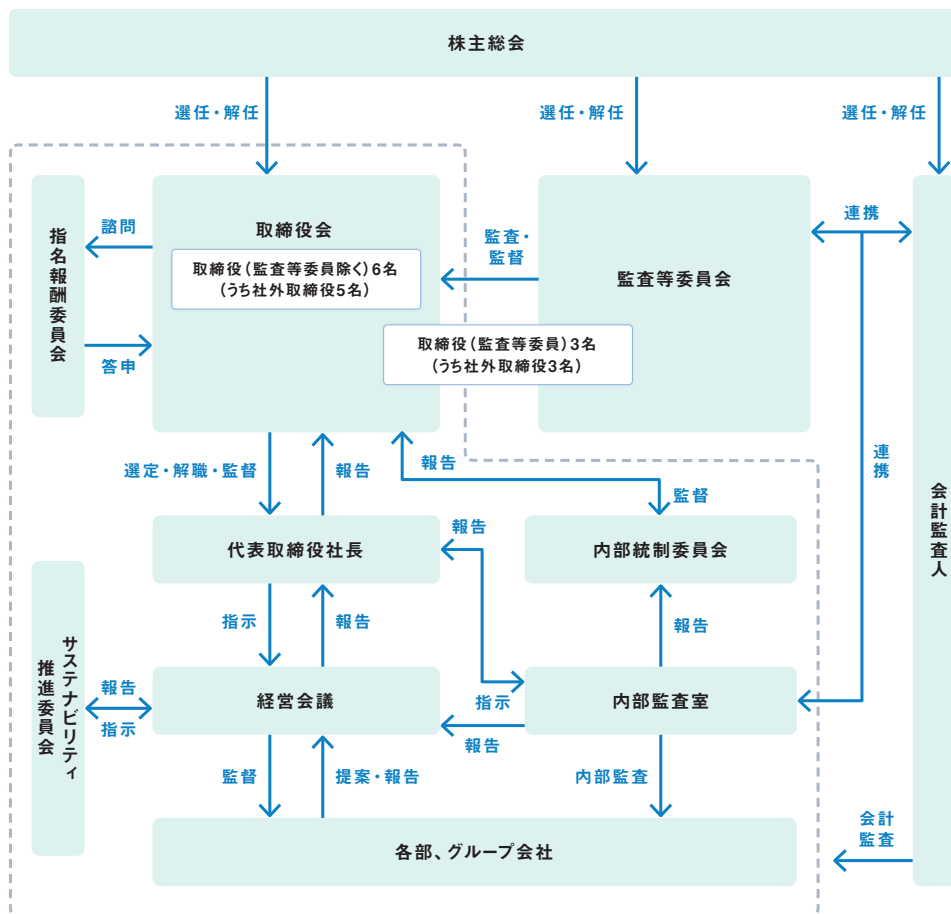 株主総会
選任・解任
選任・解任
選任・解任
指名報酬委員会
諮問
答申
取締役会
取締役(監査等委員除く)6名
(うち社外取締役5名)
監査・
監督
監査等委員会
取締役(監査等委員)3名
(うち社外取締役3名)
連携
連携
会計監査人
選定・解職・監督
報告
報告
監督
代表取締役社長
報告
内部統制委員会
指示
報告
報告
サステナビリティ
推進委員会
報告
指示
経営会議
指示
報告
内部監査室
監督
提案・報告
内部監査
各部、グループ会社
会計
監査